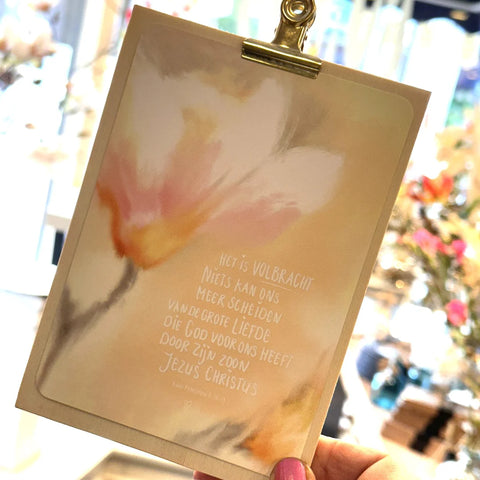 HET IS VOLBRACHT
NIETS KAN ONS
MEER SCHEIDEN
VAN DE GROTE LIEFDE
DIE GOD VOOR ONS HEEFT
DOOR ZIJN ZOON
JEZUS CHRISTUS